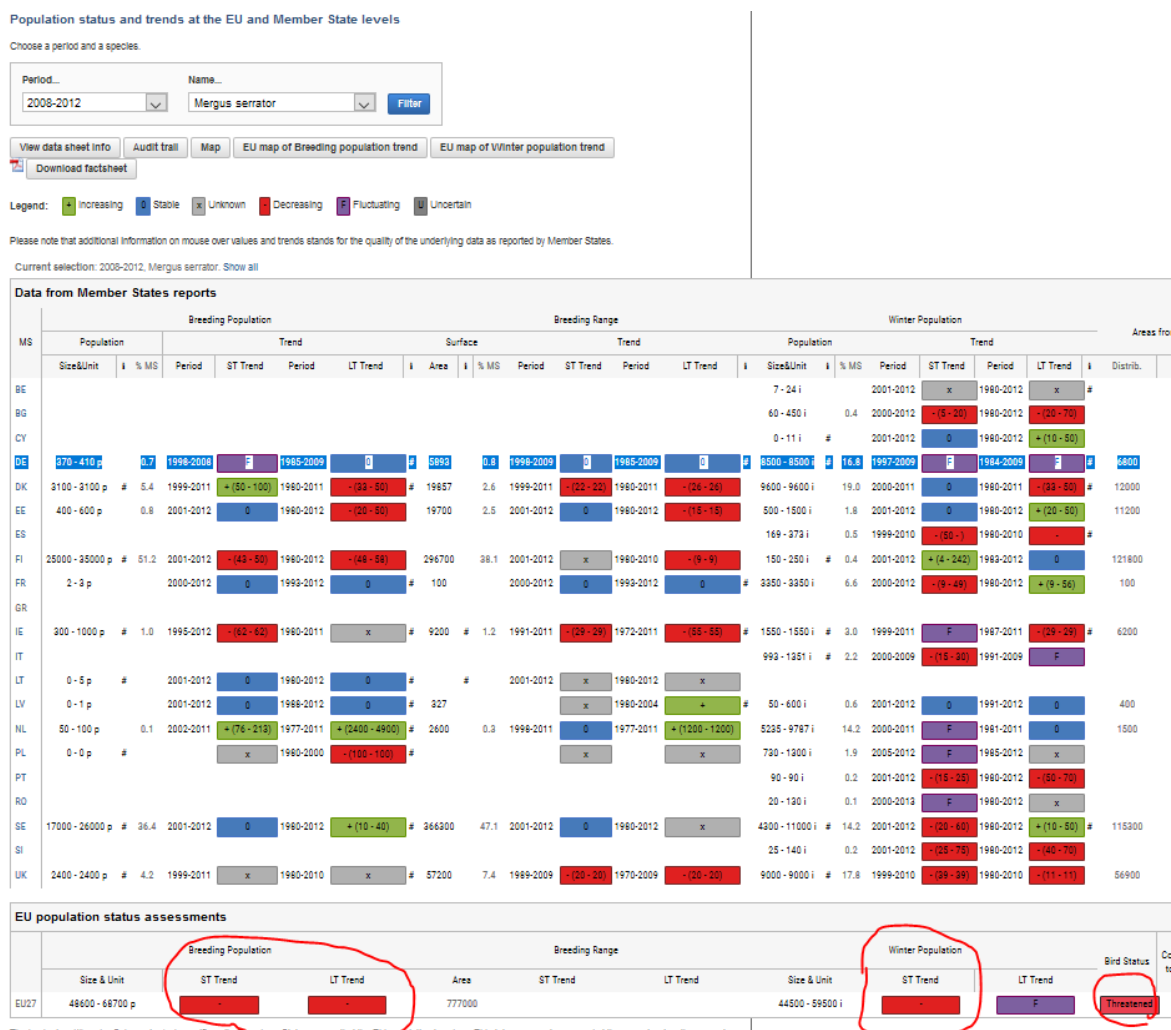 Population status and trends at the EU and Member State levels
Choose a period and a species.
Period... Name...
2008-2012 Mergus serrator Filter
View data sheet info Audit trail Map EU map of Breeding population trend EU map of Winter population trend
Download factsheet
Legend: + Increasing 0 Stable x Unknown - Decreasing F Fluctuating U Uncertain
Please note that additional information on mouse over values and trends stands for the quality of the underlying data as reported by Member States.
Current selection: 2008-2012, Mergus serrator. Show all
Data from Member States reports
MS Breeding Population Breeding Range Winter Population Areas from
Population Trend Surface Trend Population Trend
Size&Unit i % MS Period ST Trend Period LT Trend i Area i % MS Period ST Trend Period LT Trend i Size&Unit i % MS Period ST Trend Period LT Trend i Distrib.
BE 7 - 24 i 2001-2012 x 1980-2012 x #
BG 60 - 450 i 0.4 2000-2012 - (5 - 20) 1980-2012 - (20 - 70)
CY 0 - 11 i # 2001-2012 0 1980-2012 + (10 - 50)
DE 370 - 410 p 0.7 1998-2008 F 1985-2009 0 # 5893 0.8 1998-2009 0 1985-2009 0 # 8500 - 8500 i # 16.8 1997-2009 F 1984-2009 F # 6800
DK 3100 - 3100 p # 5.4 1999-2011 + (50 - 100) 1980-2011 - (33 - 50) # 19857 2.6 1999-2011 - (22 - 22) 1980-2011 - (26 - 26) 9600 - 9600 i 19.0 2000-2011 0 1980-2011 - (33 - 50) # 12000
EE 400 - 600 p 0.8 2001-2012 0 1980-2012 - (20 - 50) 19700 2.5 2001-2012 0 1980-2012 - (15 - 15) 500 - 1500 i 1.8 2001-2012 0 1980-2012 + (20 - 50) 11200
ES 169 - 373 i 0.5 1999-2010 - (50 - ) 1980-2010 - #
FI 25000 - 35000 p # 51.2 2001-2012 - (43 - 50) 1980-2012 - (48 - 58) 296700 38.1 2001-2012 x 1980-2010 - (9 - 9) 150 - 250 i # 0.4 2001-2012 + (4 - 242) 1983-2012 0 121800
FR 2 - 3 p 2000-2012 0 1993-2012 0 # 100 2000-2012 0 1993-2012 0 # 3350 - 3350 i 6.6 2000-2012 - (9 - 49) 1980-2012 + (9 - 56) 100
GR
IE 300 - 1000 p # 1.0 1995-2012 - (62 - 62) 1980-2011 x # 9200 # 1.2 1991-2011 - (29 - 29) 1972-2011 - (55 - 55) # 1550 - 1550 i # 3.0 1999-2011 F 1987-2011 - (29 - 29) # 6200
IT 993 - 1351 i # 2.2 2000-2009 - (15 - 30) 1991-2009 F
LT 0 - 5 p # 2001-2012 0 1980-2012 0 # # 2001-2012 x 1980-2012 x
LV 0 - 1 p 2001-2012 0 1988-2012 0 # 327 x 1980-2004 + # 50 - 600 i 0.6 2001-2012 0 1991-2012 0 400
NL 50 - 100 p 0.1 2002-2011 + (76 - 213) 1977-2011 + (2400 - 4900) # 2600 0.3 1998-2011 0 1977-2011 + (1200 - 1200) 5235 - 9787 i 14.2 2000-2011 F 1981-2011 0 1500
PL 0 - 0 p # x 1980-2000 - (100 - 100) # x x 730 - 1300 i 1.9 2005-2012 F 1985-2012 x
PT 90 - 90 i 0.2 2001-2012 - (15 - 25) 1980-2012 - (50 - 70)
RO 20 - 130 i 0.1 2000-2013 F 1980-2012 x
SE 17000 - 26000 p # 36.4 2001-2012 0 1980-2012 + (10 - 40) # 366300 47.1 2001-2012 0 1980-2012 x 4300 - 11000 i # 14.2 2001-2012 - (20 - 60) 1980-2012 + (10 - 50) # 115300
SI 25 - 140 i 0.2 2001-2012 - (25 - 75) 1980-2012 - (40 - 70)
UK 2400 - 2400 p # 4.2 1999-2011 x 1980-2010 x # 57200 7.4 1989-2009 - (20 - 20) 1970-2009 - (20 - 20) 9000 - 9000 i # 17.8 1999-2010 - (39 - 39) 1980-2010 - (11 - 11) 56900
EU population status assessments
Breeding Population Breeding Range Winter Population Bird Status Co
Size & Unit ST Trend LT Trend Area ST Trend LT Trend Size & Unit ST Trend LT Trend to
EU27 48600 - 68700 p - - 777000 44500 - 59500 i - F Threatened